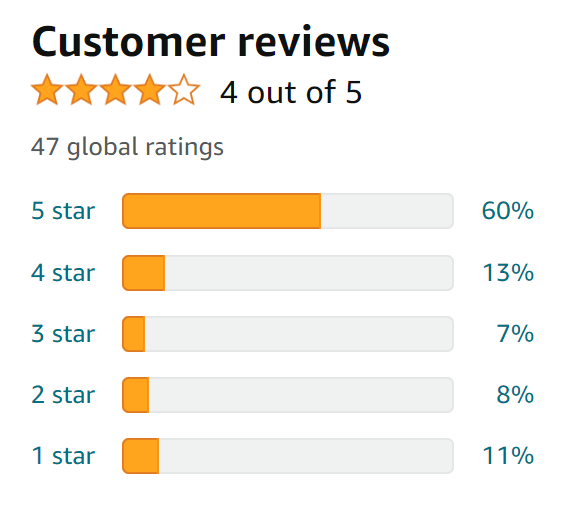 Customer reviews
4 out of 5
47 global ratings
5 star 60%
4 star 13%
3 star 7%
2 star 8%
1 star 11%